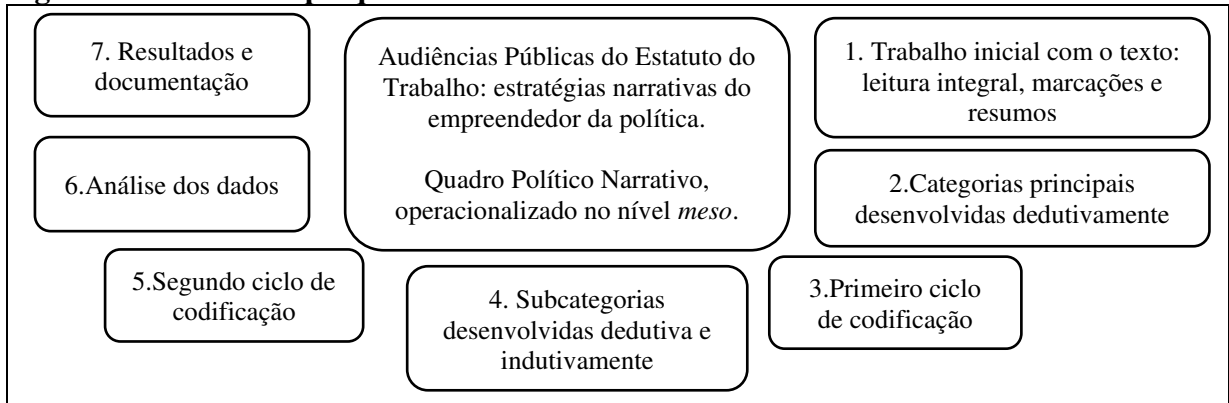 Audiências Públicas do Estatuto do
Trabalho: estratégias narrativas do
empreendedor da política.
Quadro Político Narrativo,
operacionalizado no nível meso.
1. Trabalho inicial com o texto:
leitura integral, marcações e
resumos
2.Categorias principais
desenvolvidas dedutivamente
3.Primeiro ciclo
de codificação
4. Subcategorias
desenvolvidas dedutiva e
indutivamente
5.Segundo ciclo de
codificação
6.Análise dos dados
7. Resultados e
documentação